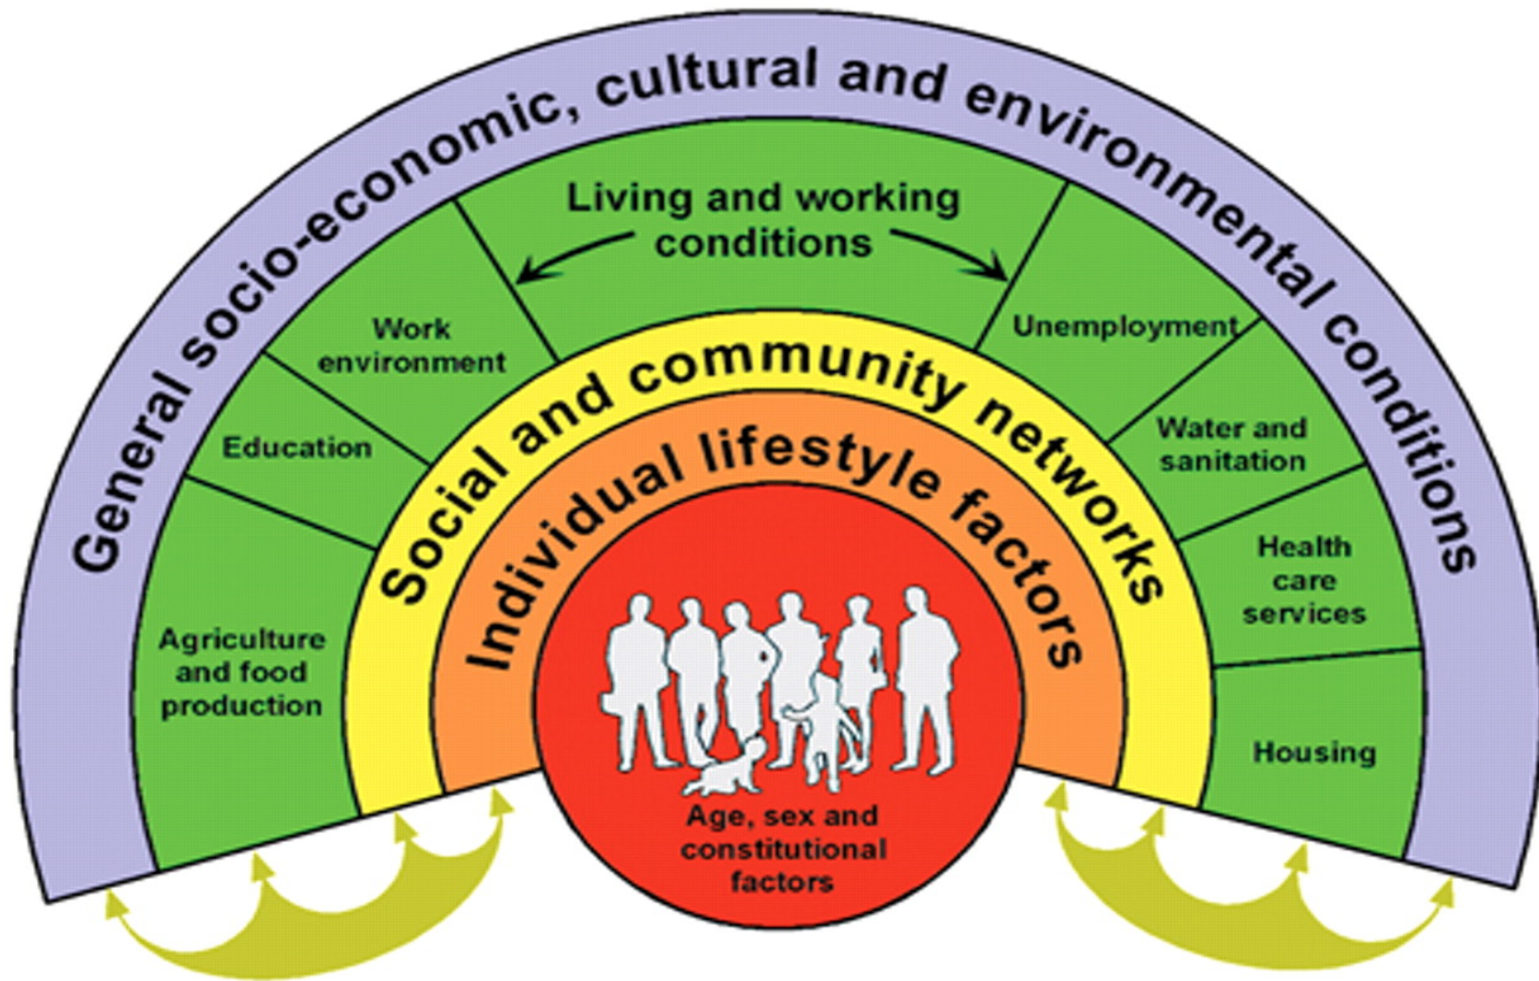 General socio-economic, cultural and environmental conditions
Living and working
conditions
Work
environment
Unemployment
Education
Water and
sanitation
Agriculture
and food
production
Health
care
services
Housing
Social and community networks
Individual lifestyle factors
Age, sex and
constitutional
factors